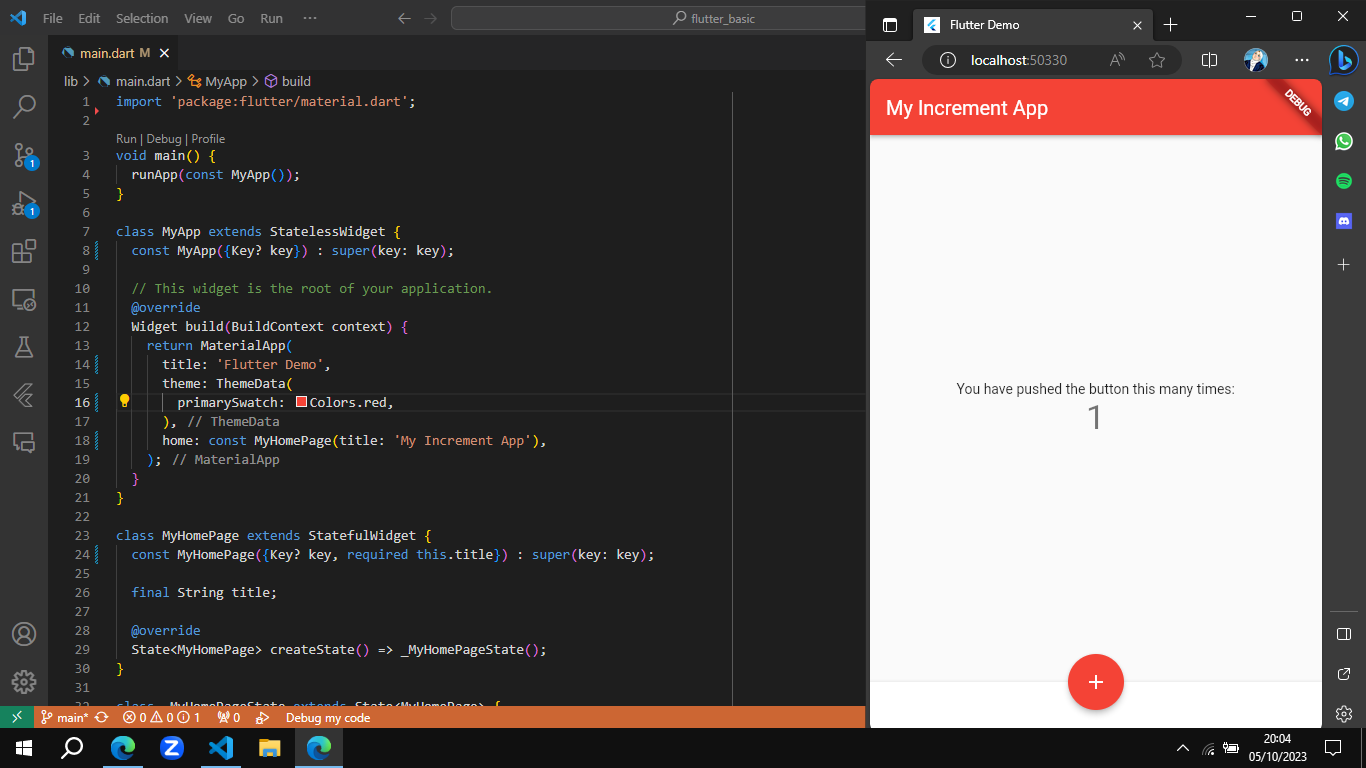 File Edit Selection View Go Run ··· flutter_basic
main.dart M
lib > main.dart > MyApp > build
1 import 'package:flutter/material.dart';
2
Run | Debug | Profile
3 void main() {
4 runApp(const MyApp());
5 }
6
7 class MyApp extends StatelessWidget {
8 const MyApp({Key? key}) : super(key: key);
9
10 // This widget is the root of your application.
11 @override
12 Widget build(BuildContext context) {
13 return MaterialApp(
14 title: 'Flutter Demo',
15 theme: ThemeData(
16 primarySwatch: Colors.red,
17 ), // ThemeData
18 home: const MyHomePage(title: 'My Increment App'),
19 ); // MaterialApp
20 }
21 }
22
23 class MyHomePage extends StatefulWidget {
24 const MyHomePage({Key? key, required this.title}) : super(key: key);
25
26 final String title;
27
28 @override
29 State<MyHomePage> createState() => _MyHomePageState();
30 }
31
32 class _MyHomePageState extends State<MyHomePage> {
1
1
main* 0 0 1 0 Debug my code
Flutter Demo
localhost:50330
My Increment App
DEBUG
You have pushed the button this many times:
1
+
20:04
05/10/2023